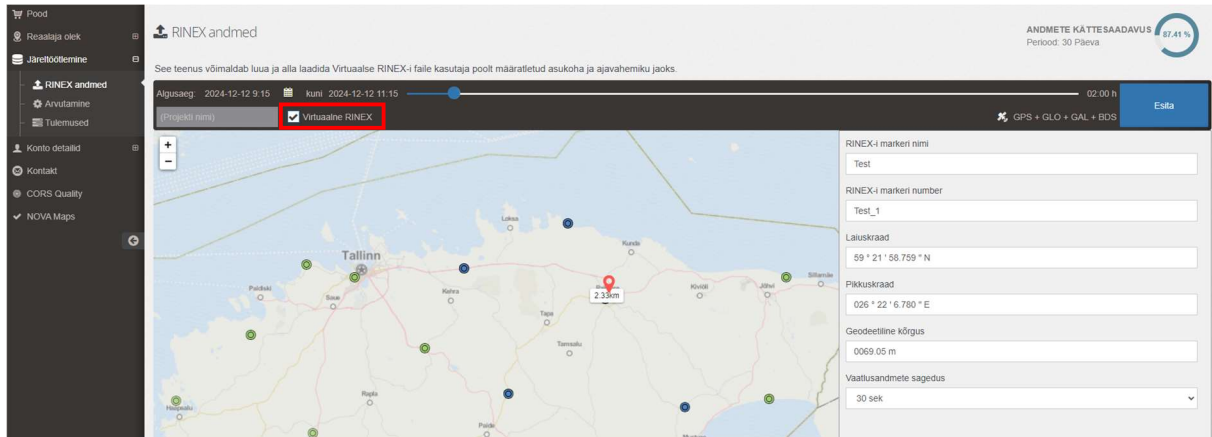 Pood
Reaalaja olek
Järeltöötlemine
RINEX andmed
Arvutamine
Tulemused
Konto detailid
Kontakt
CORS Quality
NOVA Maps
RINEX andmed
ANDMETE KÄTTESAADAVUS
Periood: 30 Päeva
87.41 %
See teenus võimaldab luua ja alla laadida Virtuaalse RINEX-i faile kasutaja poolt määratletud asukoha ja ajavahemiku jaoks.
Algusaeg: 2024-12-12 9:15 kuni 2024-12-12 11:15 02:00 h
Esita
(Projekti nimi) Virtuaalne RINEX GPS + GLO + GAL + BDS
+
−
Loksa
Kunda
Tallinn
Sillamäe
Paldiski
Saue
Kehra
2.33km
Kiviõli
Jõhvi
Tapa
Tamsalu
Rapla
Haapsalu
Paide
RINEX-i markeri nimi
Test
RINEX-i markeri number
Test_1
Laiuskraad
59 ° 21 ' 58.759 " N
Pikkuskraad
026 ° 22 ' 6.780 " E
Geodeetiline kõrgus
0069.05 m
Vaatlusandmete sagedus
30 sek